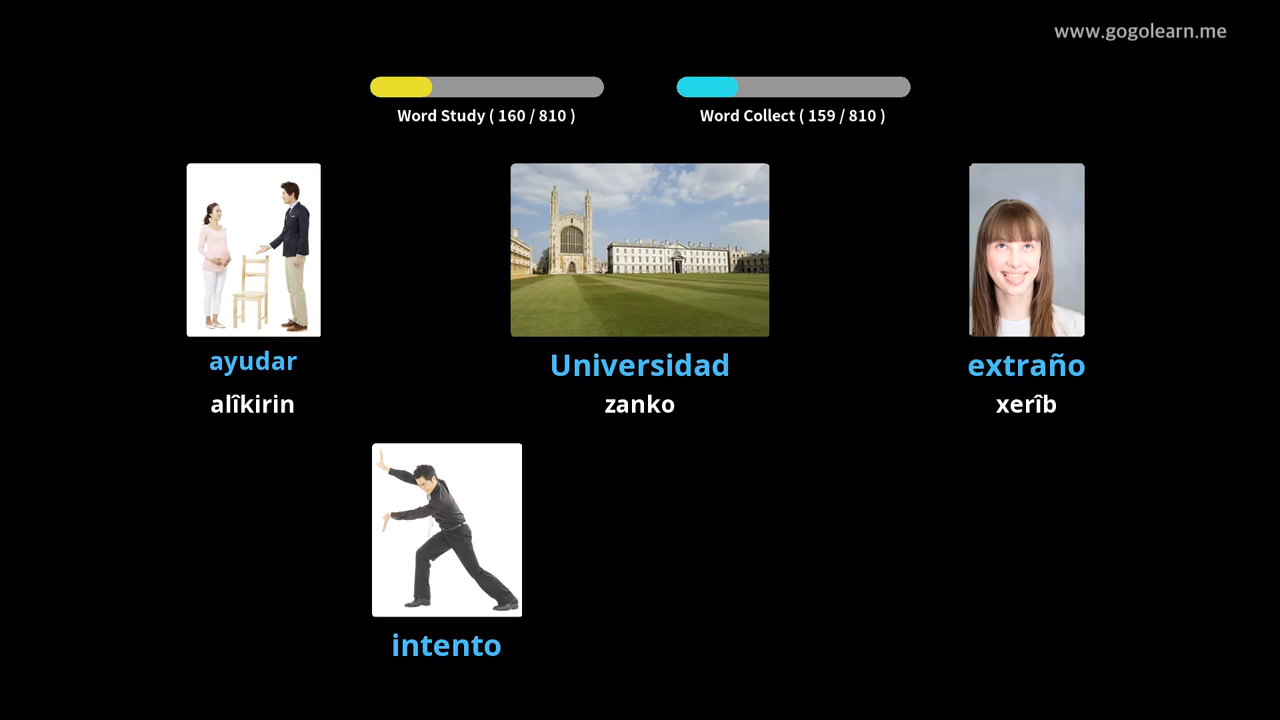 www.gogolearn.me
Word Study ( 160 / 810 )
Word Collect ( 159 / 810 )
ayudar
Universidad
extraño
alîkirin
zanko
xerîb
intento